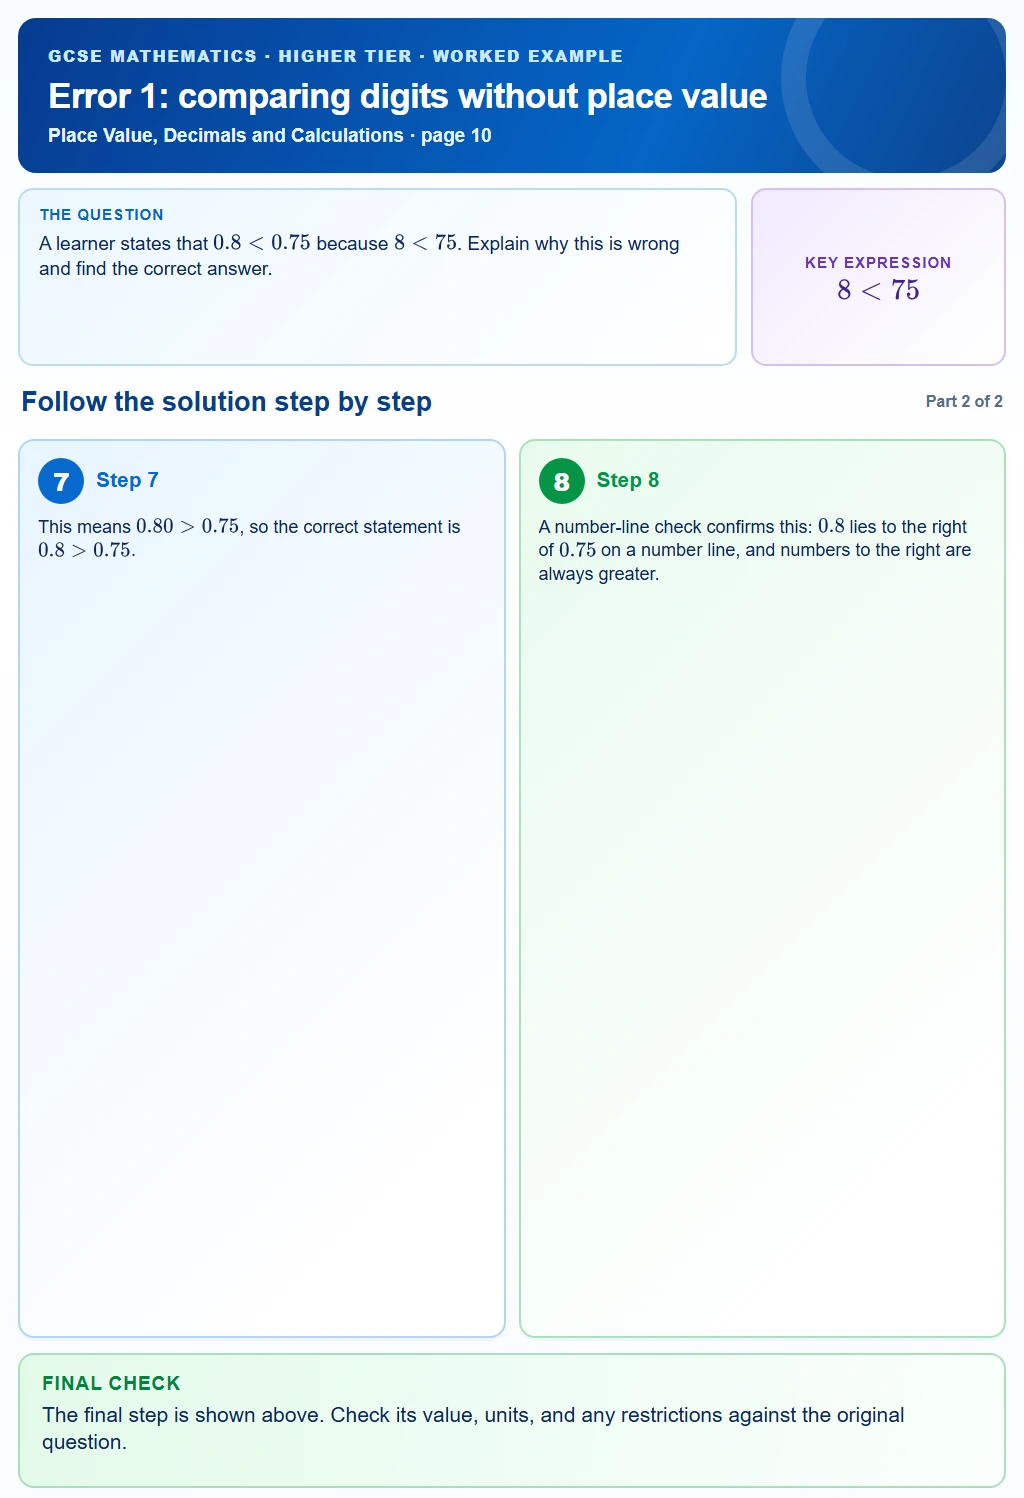 GCSE MATHEMATICS · HIGHER TIER · WORKED EXAMPLE
Error 1: comparing digits without place value
Place Value, Decimals and Calculations · page 10
THE QUESTION
A learner states that 0.8 < 0.75 because 8 < 75. Explain why this is wrong
and find the correct answer.
KEY EXPRESSION
8 < 75
Follow the solution step by step
Part 2 of 2
7 Step 7
This means 0.80 > 0.75, so the correct statement is
0.8 > 0.75.
8 Step 8
A number-line check confirms this: 0.8 lies to the right
of 0.75 on a number line, and numbers to the right are
always greater.
FINAL CHECK
The final step is shown above. Check its value, units, and any restrictions against the original
question.